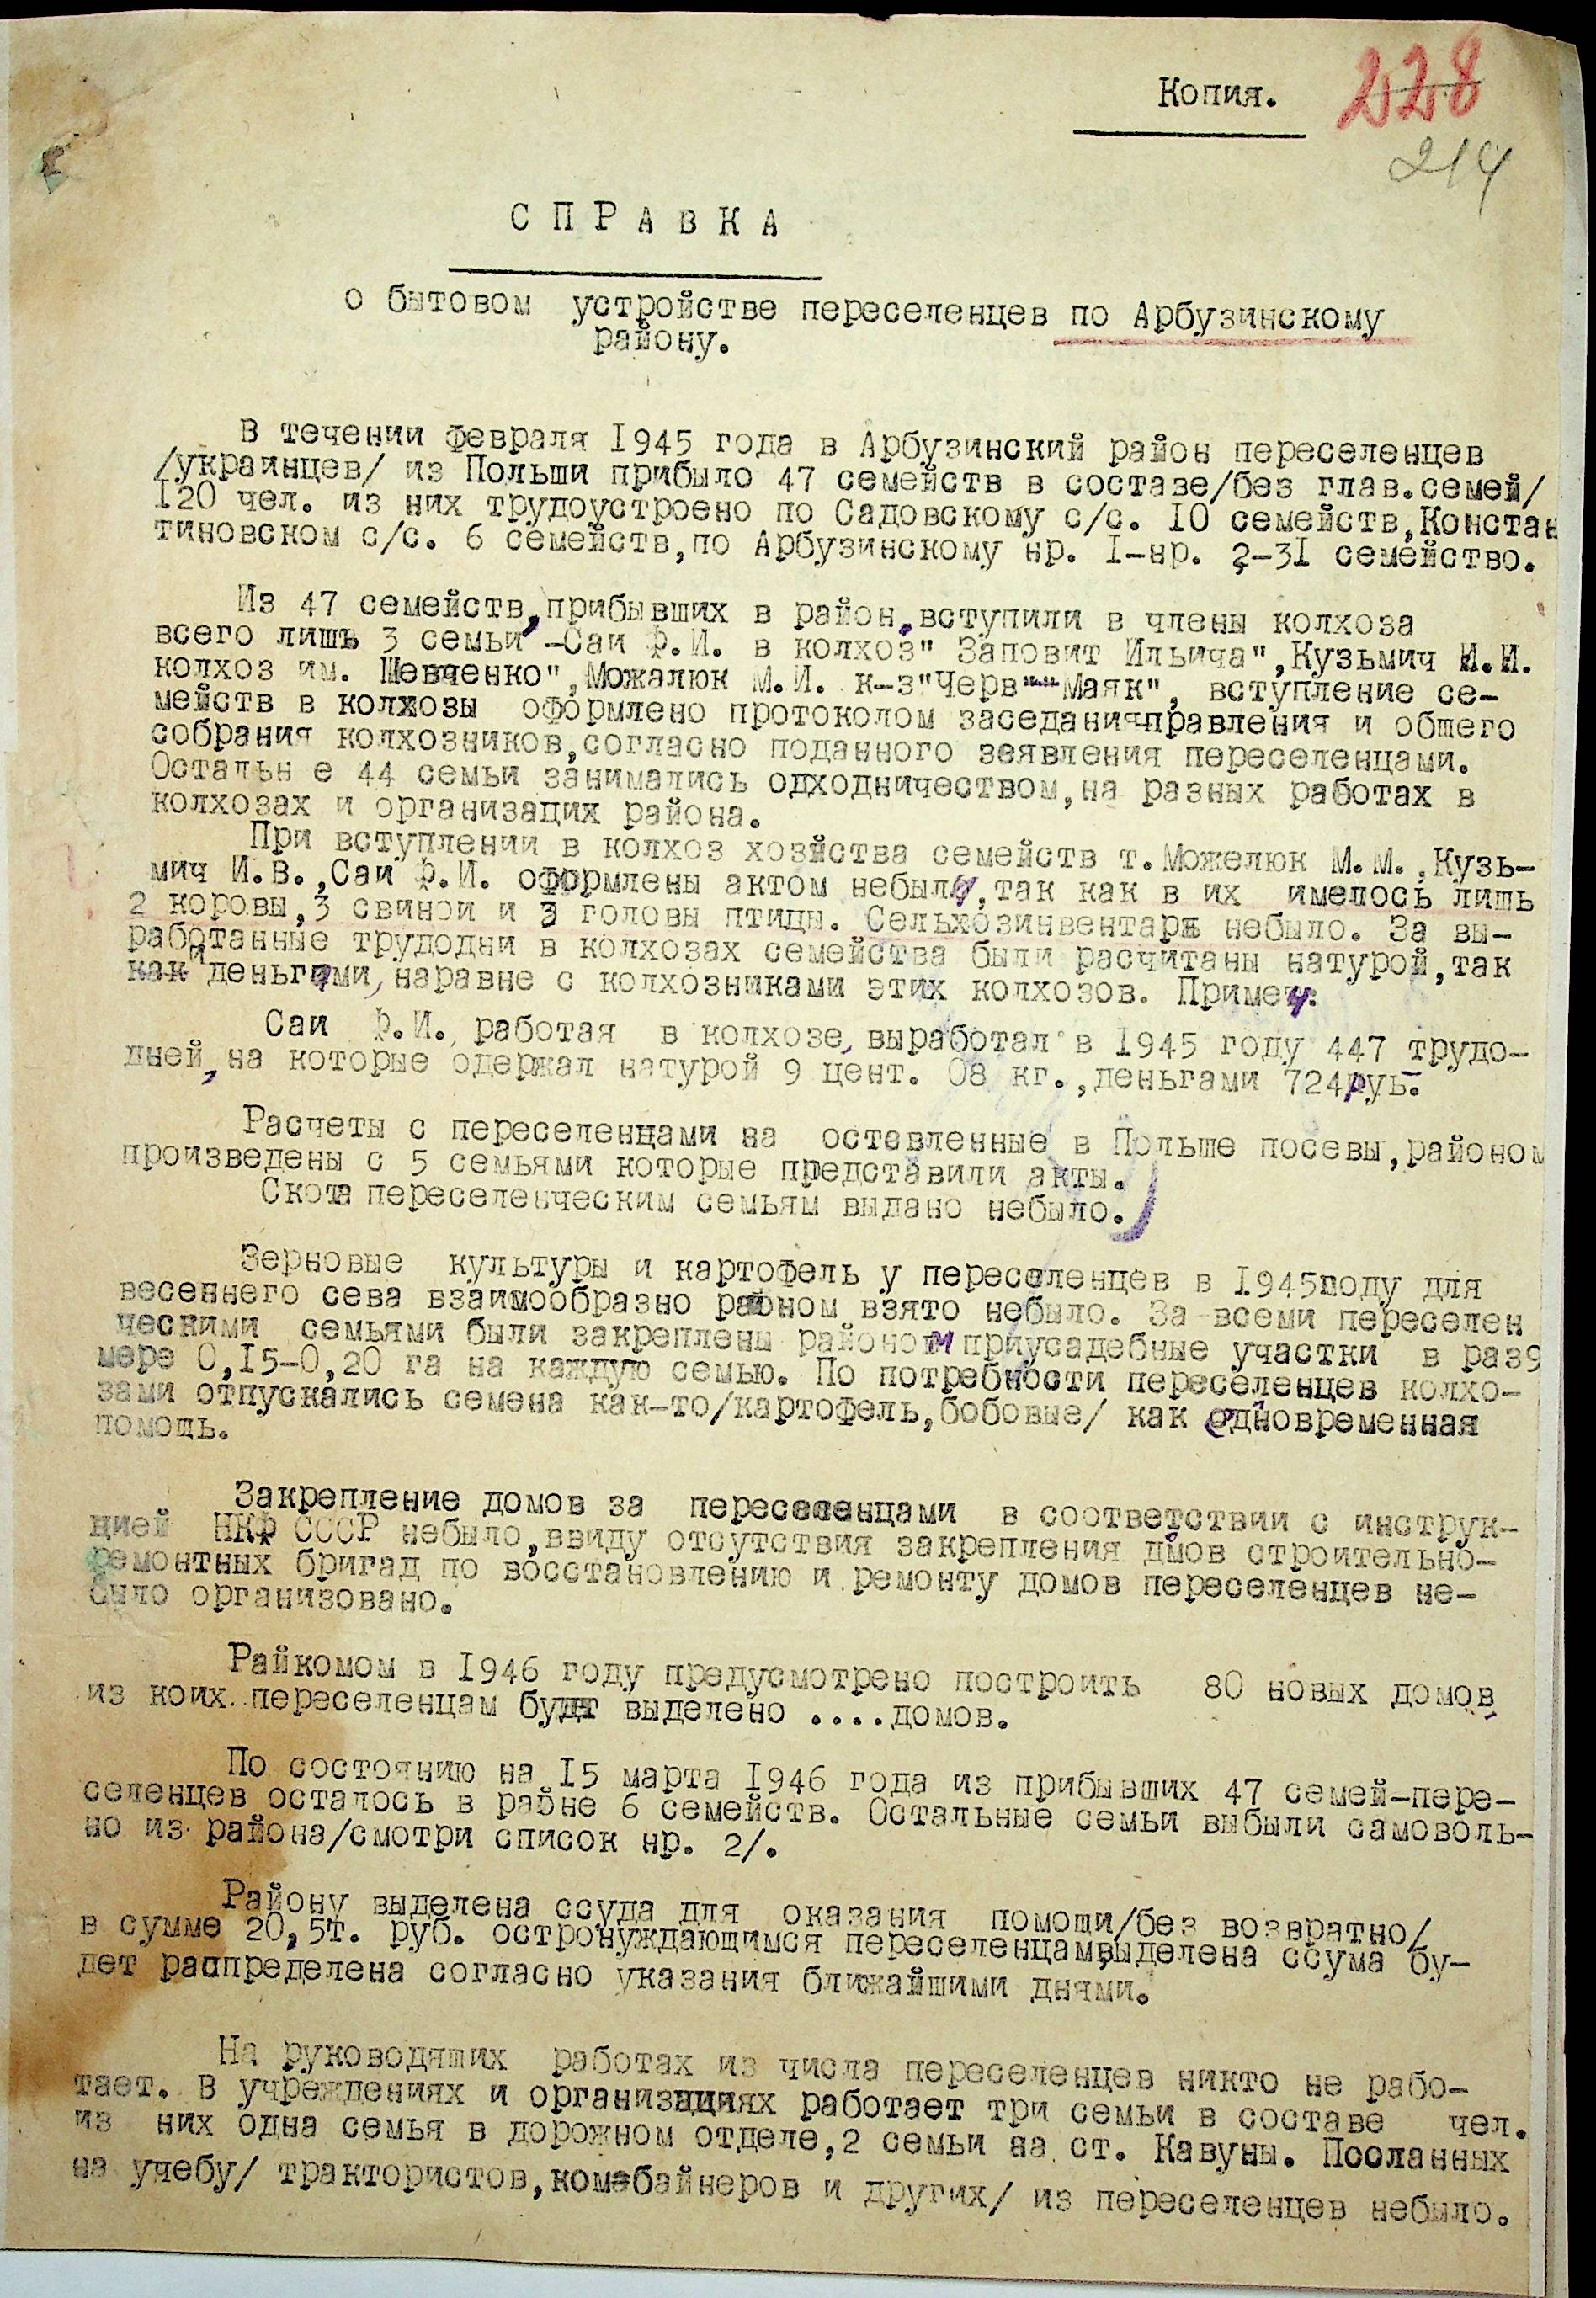 Копия.
228
214
СПРАВКА
о бытовом устройстве переселенцев по Арбузинскому
району.
В течении февраля 1945 года в Арбузинский район переселенцев
/украинцев/ из Польши прибыло 47 семейств в составе/без глав.семей/
120 чел. из них трудоустроено по Садовскому с/с. 10 семейств,Констан
тиновском с/с. 6 семейств,по Арбузинскому нр. I-нр. 2-31 семейство.
Из 47 семейств,прибывших в район,вступили в члены колхоза
всего лишь 3 семьи -Саи Ф.И. в колхоз" Заповит Ильича",Кузьмич И.И.
колхоз им. Шевченко",Можалюк М.И. к-з"Черв""Маяк", вступление се-
мейств в колхозы оформлено протоколом заседания-правления и общего
собрания колхозников,согласно поданного зеявления переселенцами.
Остальн е 44 семьи занимались одходничеством,на разных работах в
колхозах и организацих района.
При вступлении в колхоз хозяйства семейств т.Можелюк М.М.,Кузь-
мич И.В.,Саи Ф.И. оформлены актом небыли,так как в их имелось лишь
2 коровы,3 свинои и 3 головы птицы. Сельхозинвентаря небыло. За вы-
работанные трудодни в колхозах семейства были расчитаны натурой,так
как и деньгами, наравне с колхозниками этих колхозов. Примеч:
Саи Ф.И., работая в колхозе, выработал в 1945 году 447 трудо-
дней, на которые одержал натурой 9 цент. 08 кг.,деньгами 724руб.
Расчеты с переселенцами за оставленные в Польше посевы,районом
произведены с 5 семьями которые представили акты.
Скота переселенческим семьям выдано небыло.
Зерновые культуры и картофель у переселенцев в 1945году для
весеннего сева взаимообразно районом взято небыло. За всеми переселен
ческими семьями были закреплены районом приусадебные участки в раз9
мере 0,15-0,20 га на каждую семью. По потребности переселенцев колхо-
зами отпускались семена как-то/картофель,бобовые/ как одновременная
помощь.
Закрепление домов за переселенцами в соответствии с инструк-
цией НКФ СССР небыло,ввиду отсутствия закрепления дмов строительно-
ремонтных бригад по восстановлению и ремонту домов переселенцев не-
было организовано.
Райкомом в 1946 году предусмотрено построить 80 новых домов,
из коих переселенцам будет выделено ....домов.
По состоянию на 15 марта 1946 года из прибывших 47 семей-пере-
селенцев осталось в районе 6 семейств. Остальные семьи выбыли самоволь-
но из района/смотри список нр. 2/.
Району выделена ссуда для оказания помощи/без возвратно/
в сумме 20,5т. руб. остронуждающимся переселенцам,выделена ссума бу-
дет распределена согласно указания ближайшими днями.
На руководящих работах из числа переселенцев никто не рабо-
тает. В учреждениях и организациях работает три семьи в составе чел.
из них одна семья в дорожном отделе,2 семьи на ст. Кавуны. Посланных
на учебу/ трактористов,комбайнеров и других/ из переселенцев небыло.